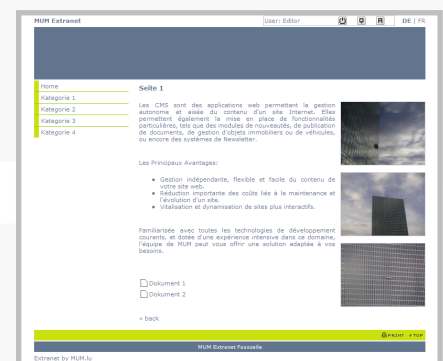 MUM Extranet User: Editor DE | FR
Home
Kategorie 1
Kategorie 2
Kategorie 3
Kategorie 4
Seite 1
Les CMS sont des applications web permettant la gestion
autonome et aisée du contenu d'un site Internet. Elles
permettent également la mise en place de fonctionnalités
particulières, tels que des modules de nouveautés, de publication
de documents, de gestion d'objets immobiliers ou de véhicules,
ou encore des systèmes de Newsletter.
Les Principaux Avantages:
Gestion indépendante, flexible et facile du contenu de
votre site web.
Réduction importante des coûts liés à la maintenance et
l'évolution d'un site.
Vitalisation et dynamisation de sites plus interactifs.
Familiarisée avec toutes les technologies de développement
courants, et dotée d'une expérience intensive dans ce domaine,
l'équipe de MUM peut vous offrir une solution adaptée à vos
besoins.
Dokument 1
Dokument 2
« back
PRINT TOP
MUM Extranet Fusszeile
Extranet by MUM.lu